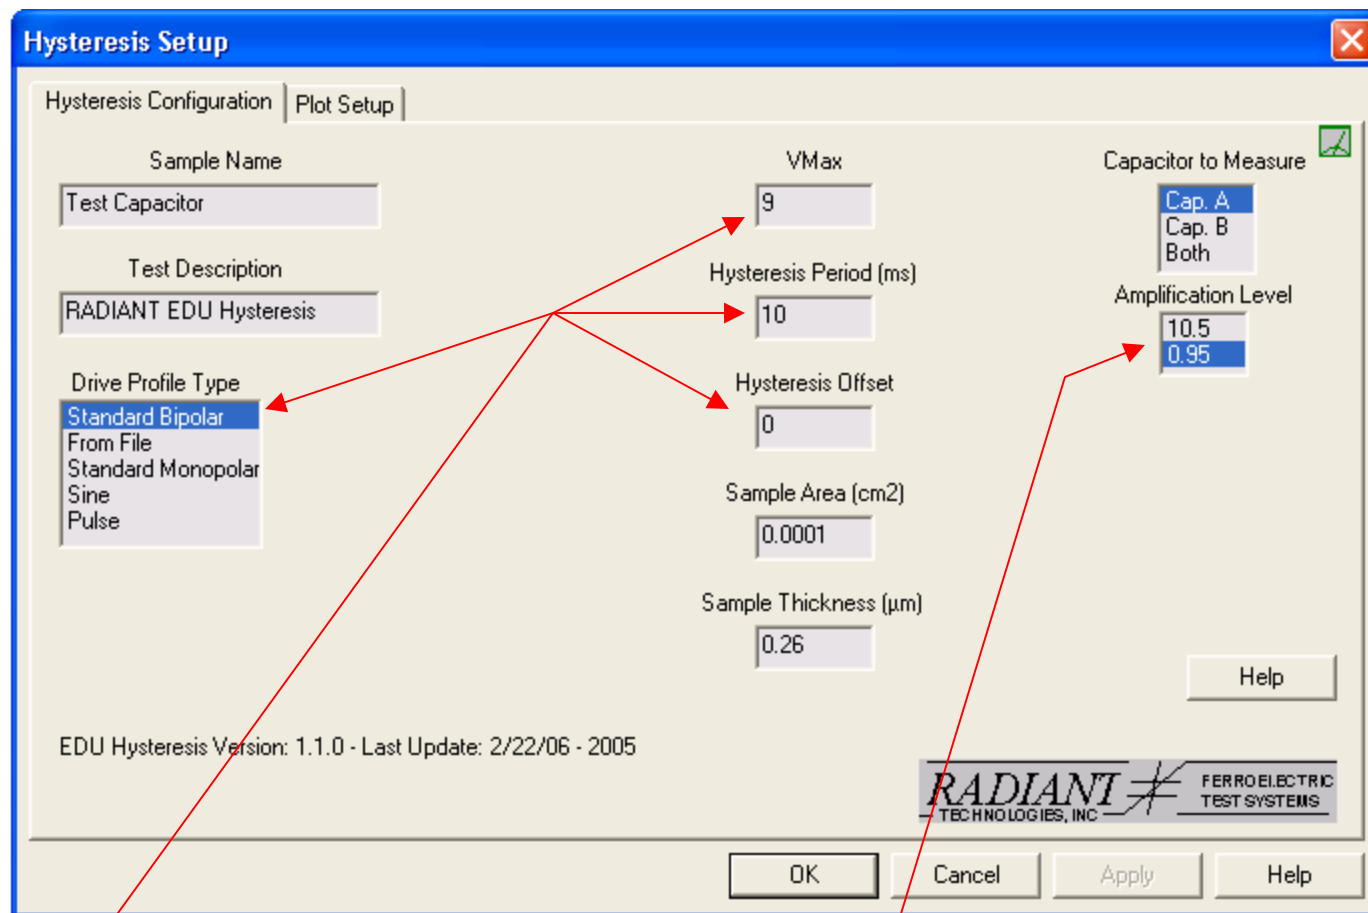 Hysteresis Setup
Hysteresis Configuration
Plot Setup
Sample Name
Test Capacitor
Test Description
RADIANT EDU Hysteresis
Drive Profile Type
Standard Bipolar
From File
Standard Monopolar
Sine
Pulse
VMax
9
Hysteresis Period (ms)
10
Hysteresis Offset
0
Sample Area (cm2)
0.0001
Sample Thickness (µm)
0.26
Capacitor to Measure
Cap. A
Cap. B
Both
Amplification Level
10.5
0.95
Help
EDU Hysteresis Version: 1.1.0 - Last Update: 2/22/06 - 2005
RADIANT
TECHNOLOGIES, INC
FERROELECTRIC
TEST SYSTEMS
OK
Cancel
Apply
Help